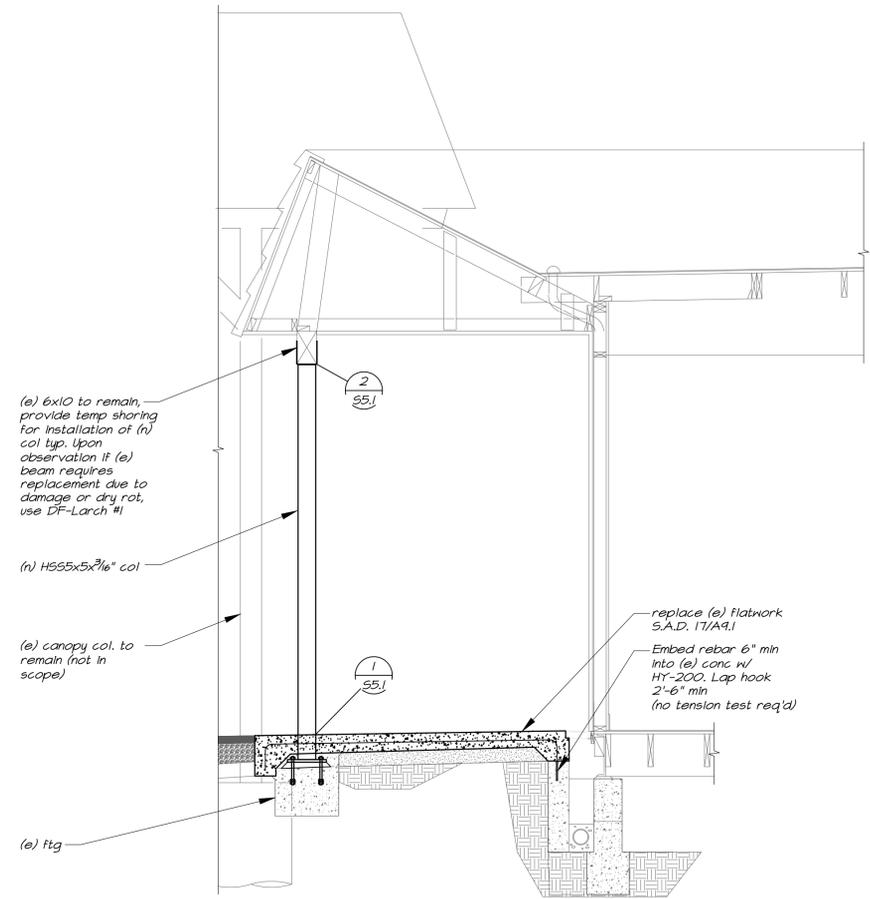 2
S5.1
(e) 6x10 to remain,
provide temp shoring
for installation of (n)
col typ. Upon
observation if (e)
beam requires
replacement due to
damage or dry rot,
use DF-Larch #1
(n) HSS5x5x3/16" col
replace (e) flatwork
S.A.D. 17/A9.1
(e) canopy col. to
remain (not in
scope)
Embed rebar 6" min
into (e) conc w/
HY-200. Lap hook
2'-6" min
(no tension test req'd)
1
S5.1
(e) ftg